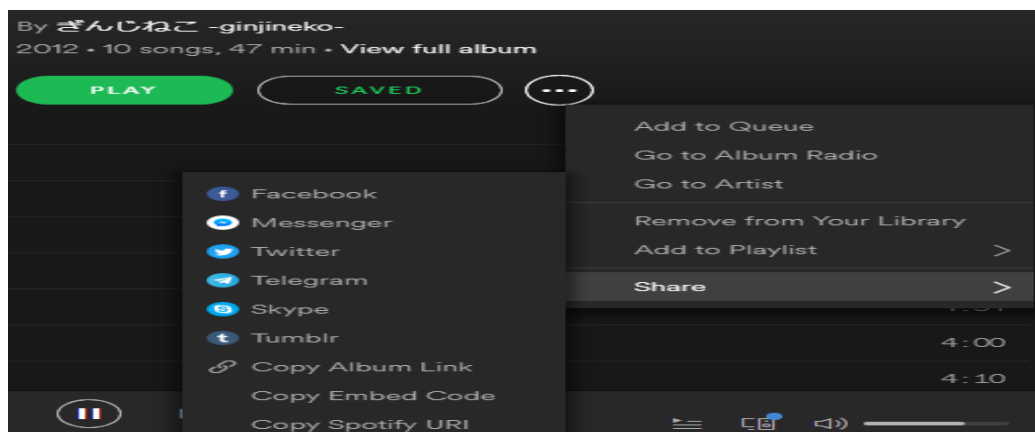 By ぎんじねこ -ginjineko-
2012 • 10 songs, 47 min • View full album
PLAY
SAVED
Add to Queue
Go to Album Radio
Go to Artist
Remove from Your Library
Add to Playlist
Share
Facebook
Messenger
Twitter
Telegram
Skype
Tumblr
Copy Album Link
Copy Embed Code
Copy Spotify URI
4:00
4:10